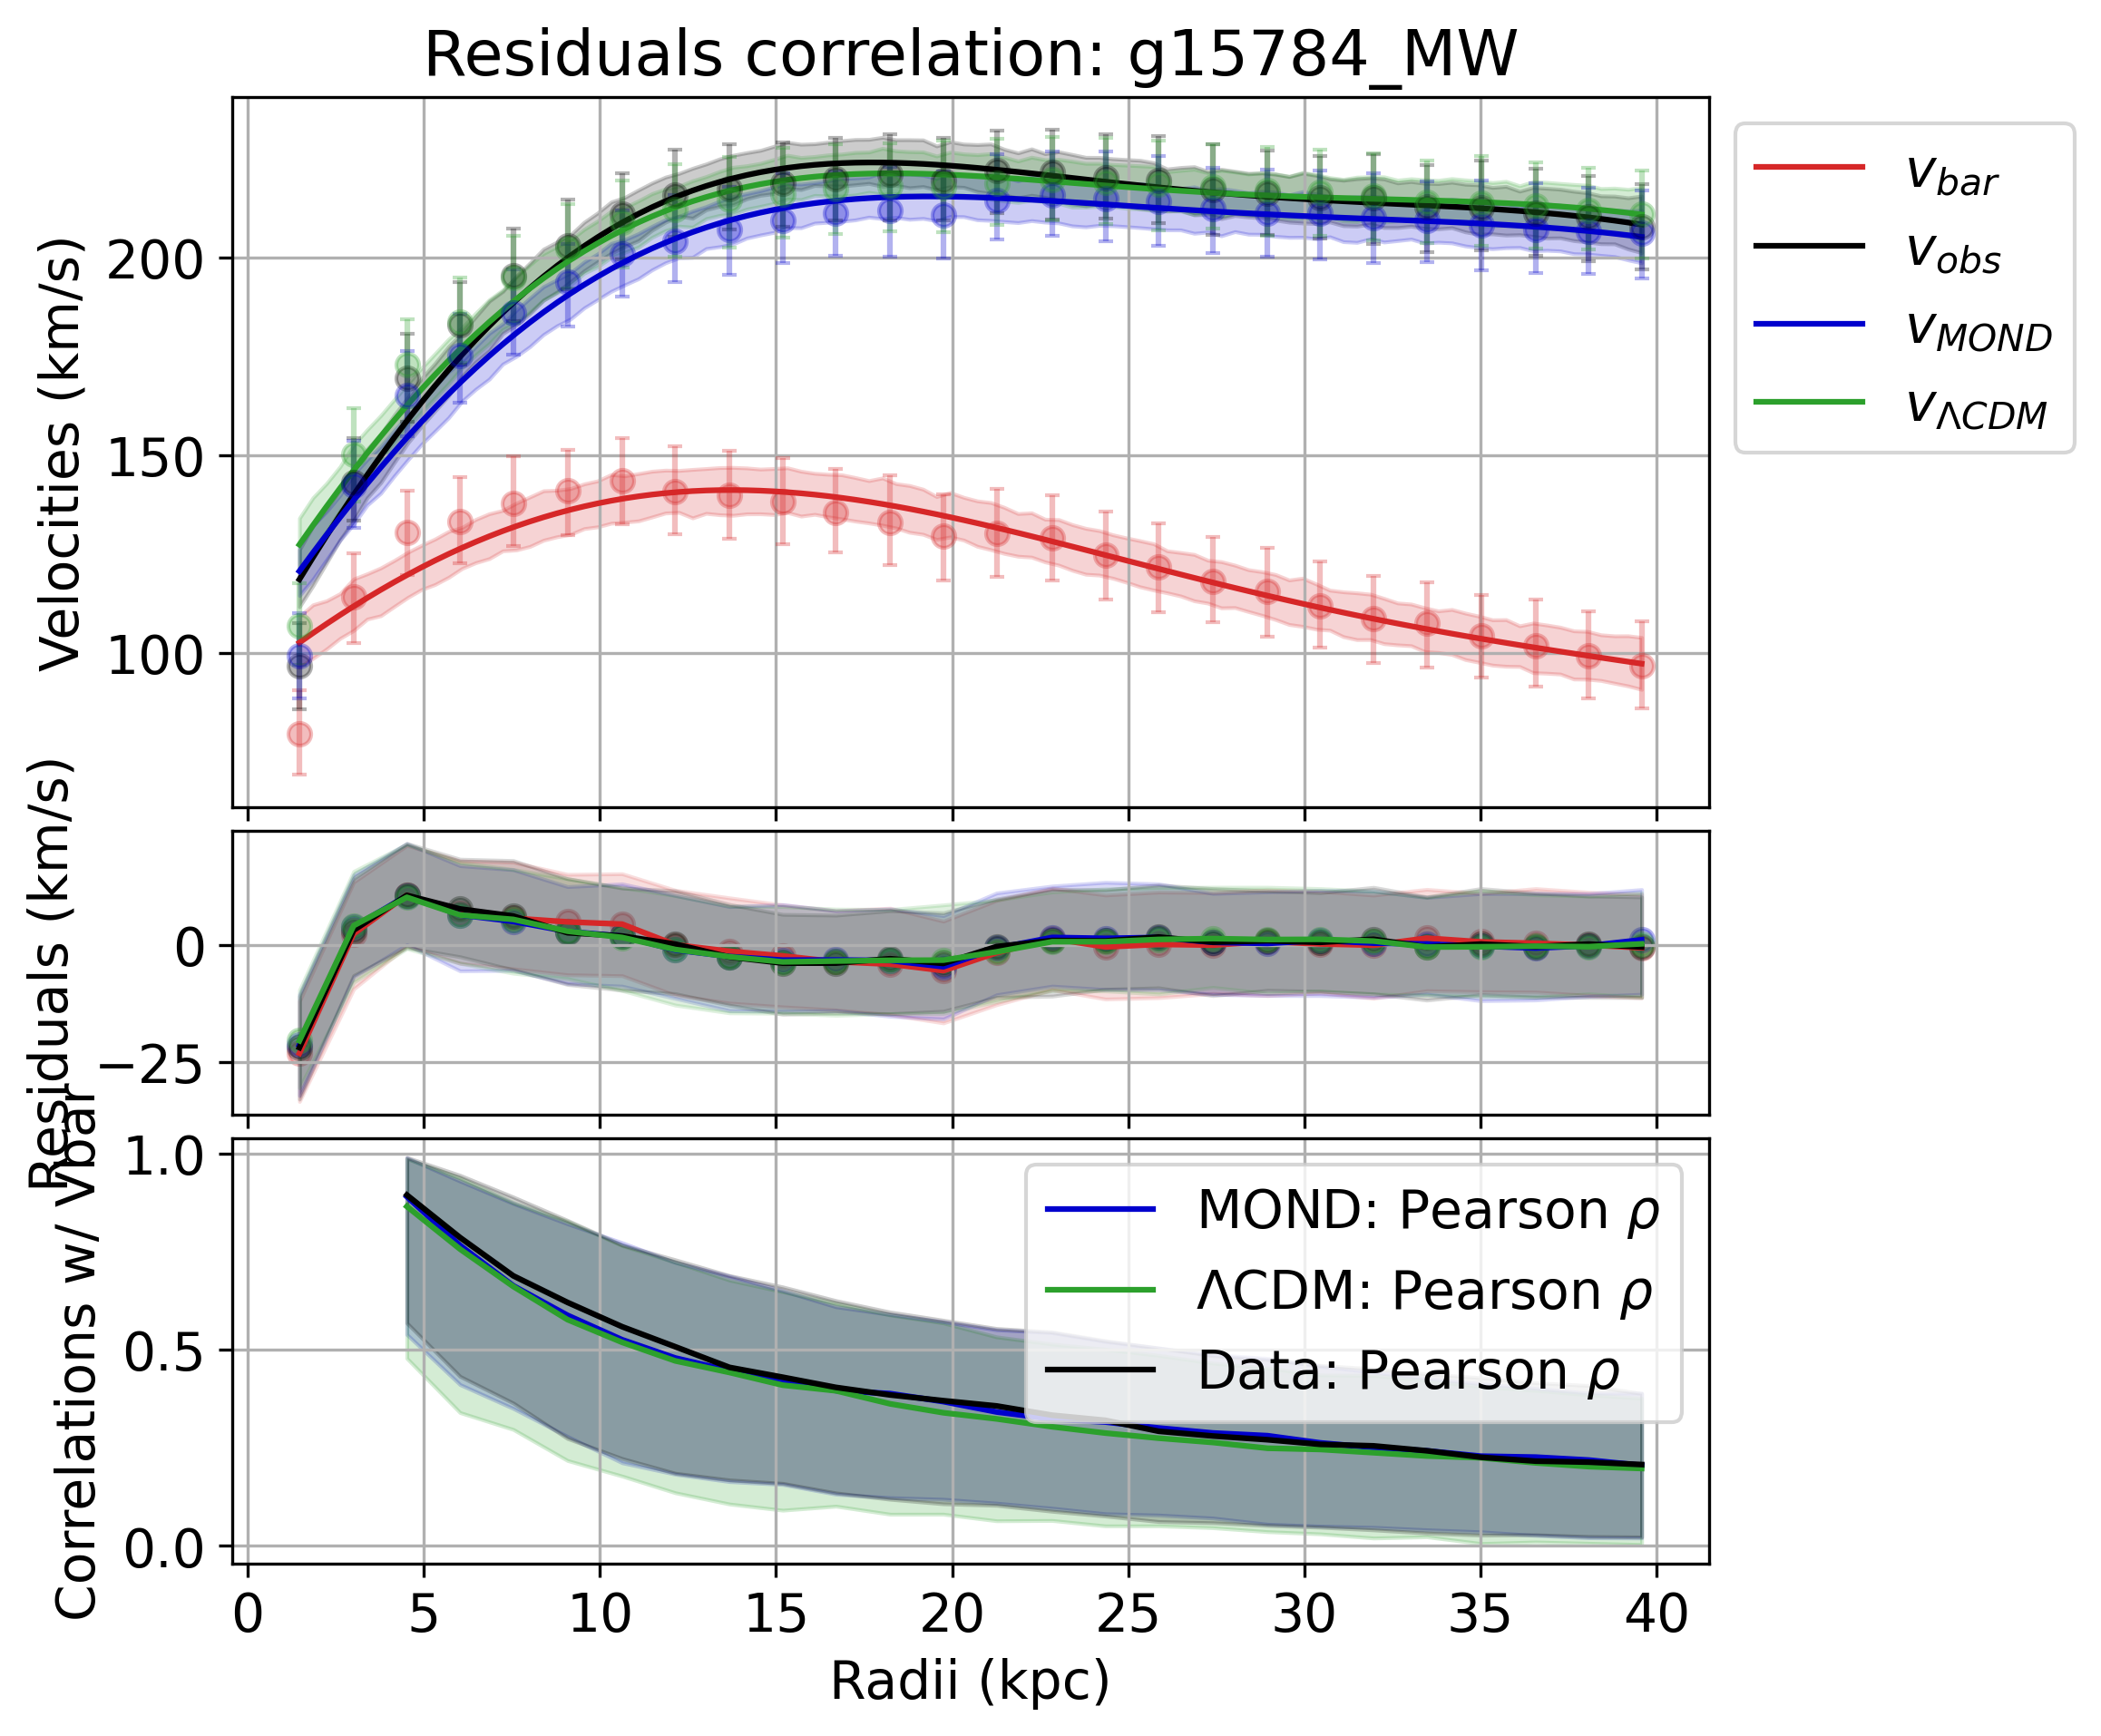 Residuals correlation: g15784_MW
Velocities (km/s)
200
150
100
v_bar
v_obs
v_MOND
v_ΛCDM
Residuals (km/s)
0
−25
Correlations w/ Vbar
1.0
0.5
0.0
MOND: Pearson ρ
ΛCDM: Pearson ρ
Data: Pearson ρ
0 5 10 15 20 25 30 35 40
Radii (kpc)